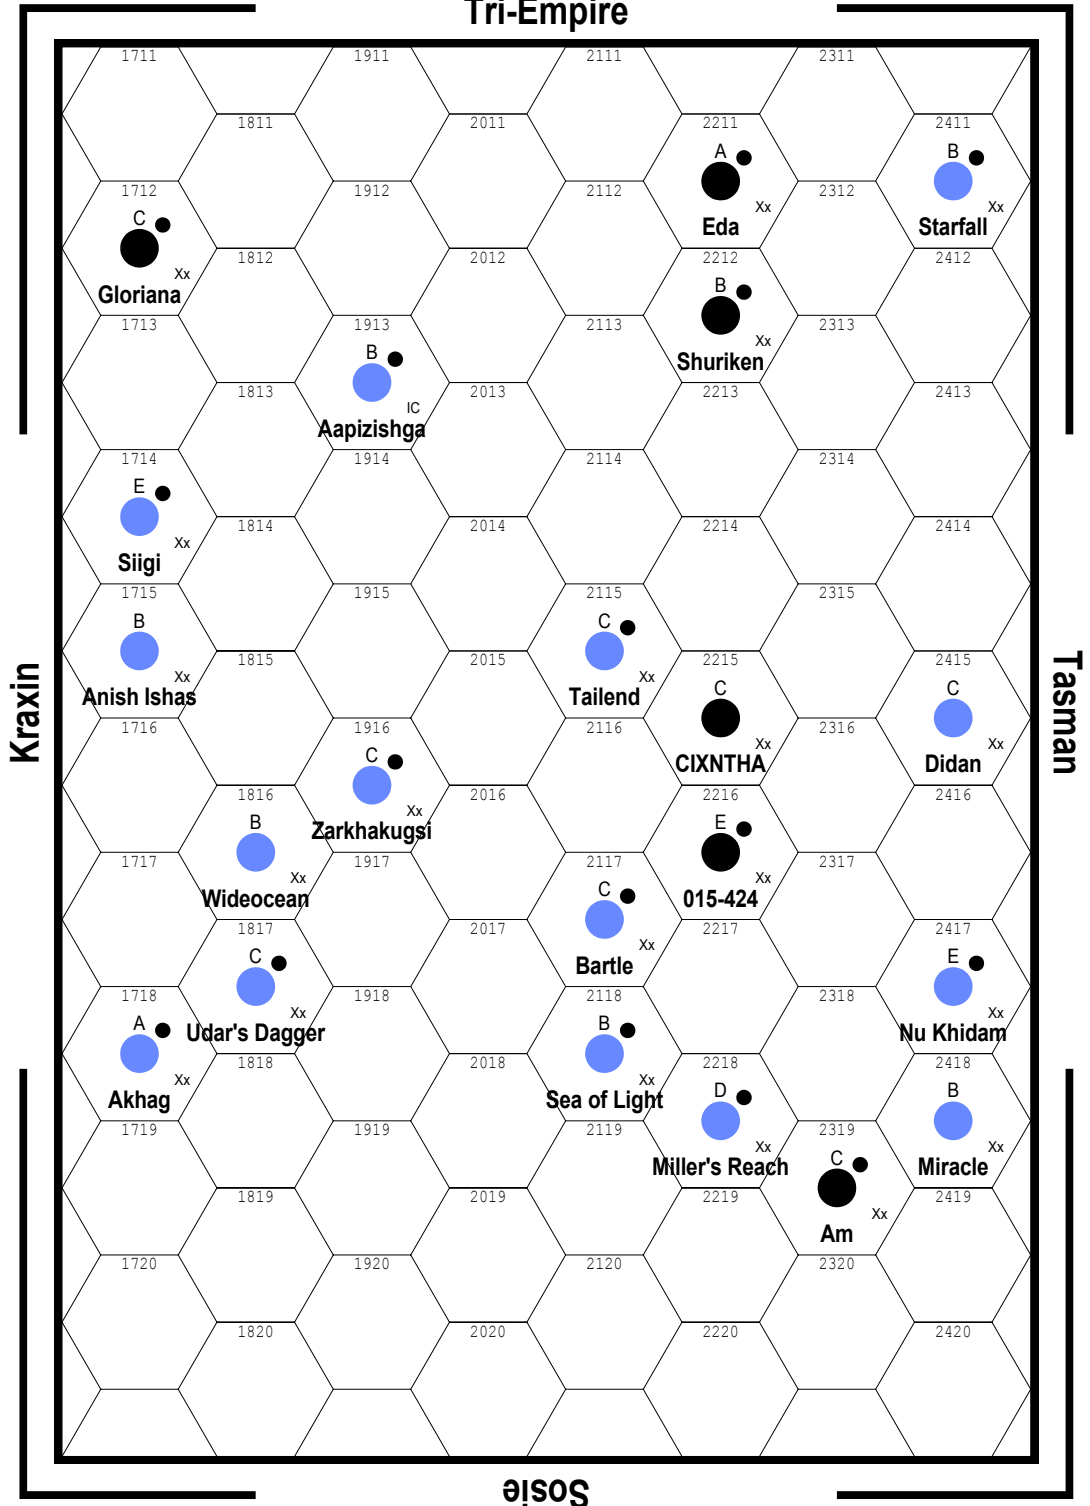 Tri-Empire
1711 1911 2111 2311
1811 2011 2211 2411
A B
1712 1912 2112 2312
C Xx Xx
Eda Starfall
1812 2012 2212 2412
Xx B
Gloriana
1713 1913 2113 2313
B Xx
Shuriken
1813 2013 2213 2413
IC
Aapizishga
1714 1914 2114 2314
E
1814 2014 2214 2414
Xx
Siigi
1715 1915 2115 2315
B C
1815 2015 2215 2415
Xx Xx C C
Anish Ishas Tailend
1716 1916 2116 2316
C Xx Xx
CIXNTHA Didan
1816 2016 2216 2416
B Xx E
Zarkhakugsi
1717 1917 2117 2317
Xx C Xx
Wideocean 015-424
1817 2017 2217 2417
C Xx E
Bartle
1718 1918 2118 2318
A Xx B Xx
Udar's Dagger Nu Khidam
1818 2018 2218 2418
Xx Xx D B
Akhag Sea of Light
1719 1919 2119 2319
Xx C Xx
Miller's Reach Miracle
1819 2019 2219 2419
Xx
Am
1720 1920 2120 2320
1820 2020 2220 2420
Kraxin
Tasman
Sosie